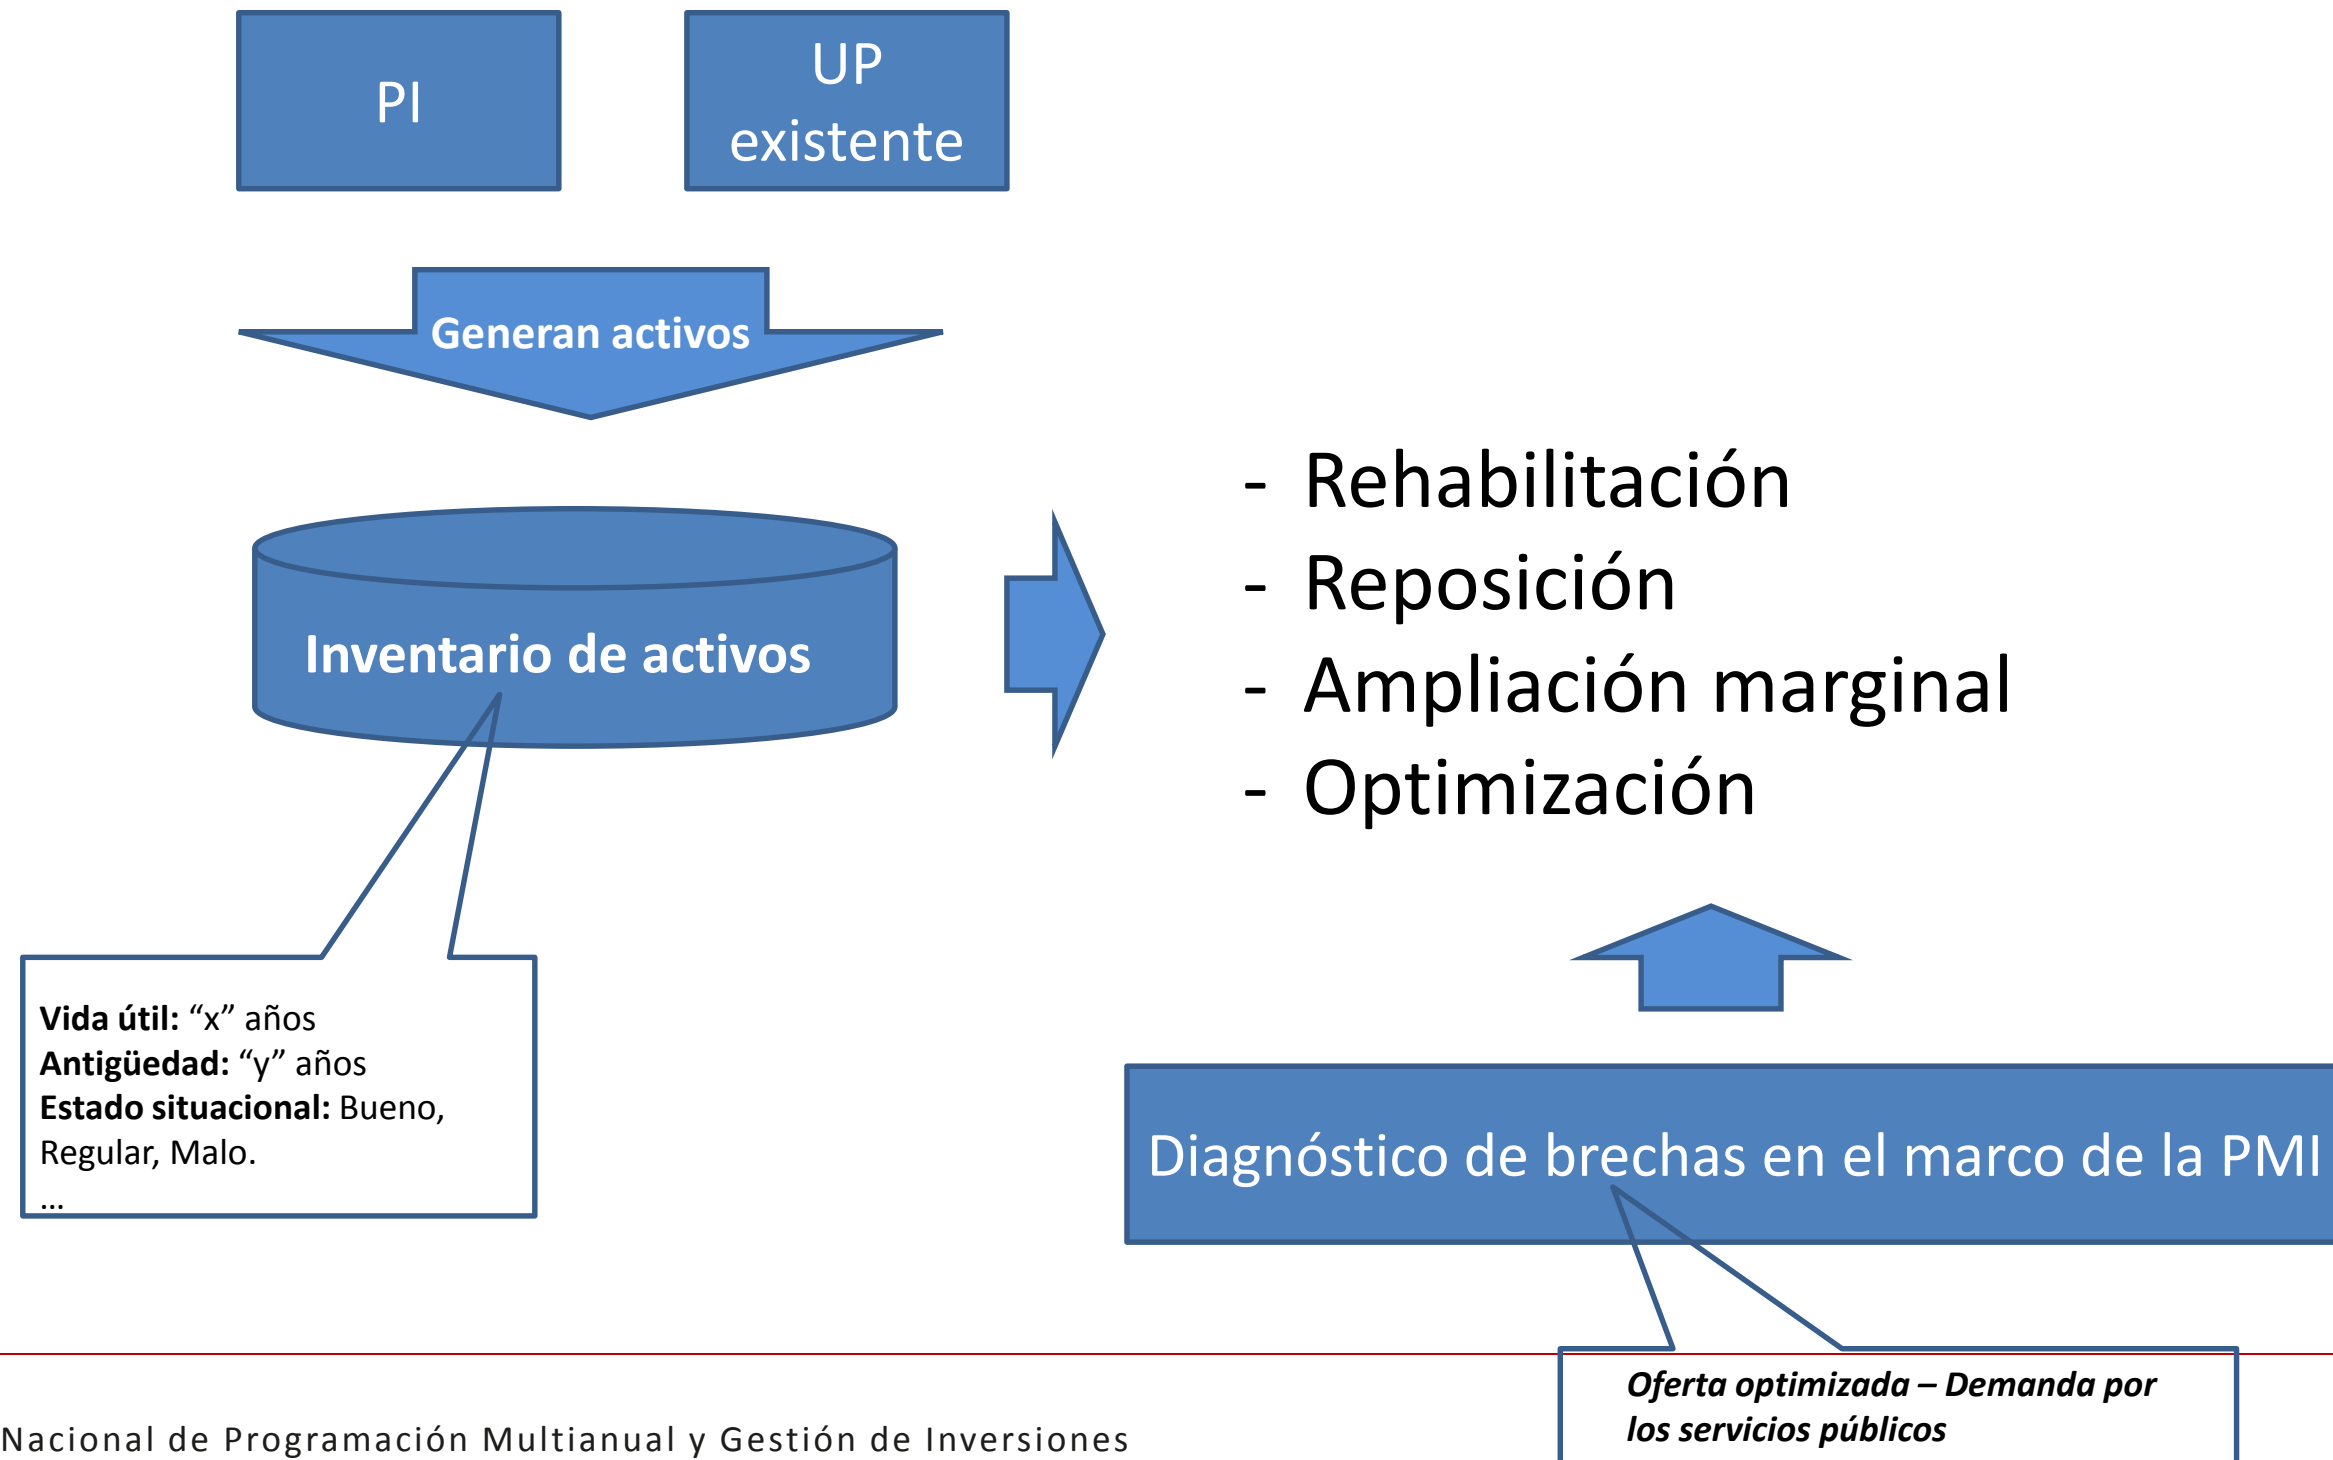 PI
UP
existente
Generan activos
- Rehabilitación
- Reposición
- Ampliación marginal
- Optimización
Inventario de activos
Vida útil: “x” años
Antigüedad: “y” años
Estado situacional: Bueno,
Regular, Malo.
...
Diagnóstico de brechas en el marco de la PMI
Oferta optimizada – Demanda por
los servicios públicos
Nacional de Programación Multianual y Gestión de Inversiones